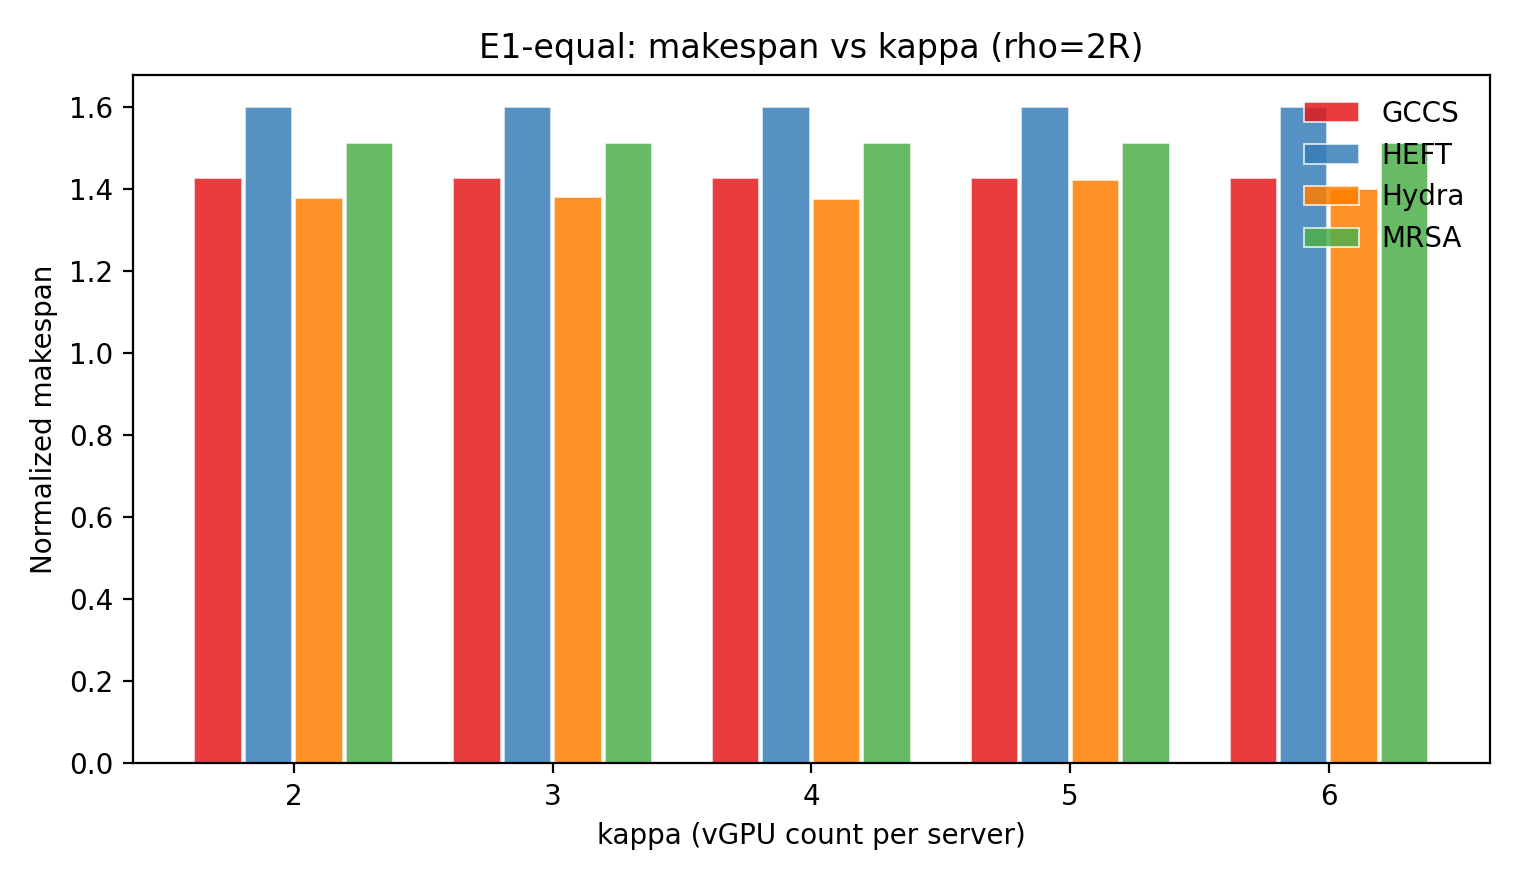 E1-equal: makespan vs kappa (rho=2R)
GCCS
HEFT
Hydra
MRSA
Normalized makespan
1.6
1.4
1.2
1.0
0.8
0.6
0.4
0.2
0.0
2 3 4 5 6
kappa (vGPU count per server)